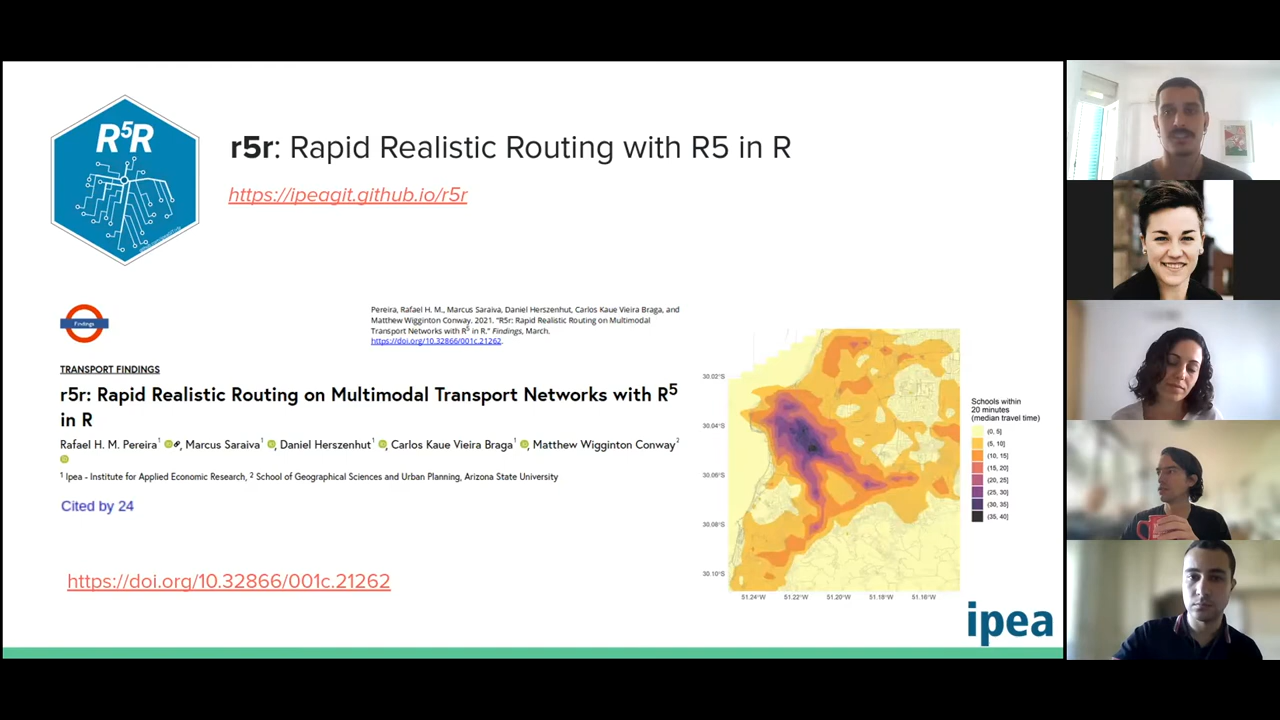 R5R
r5r: Rapid Realistic Routing with R5 in R
https://ipeagit.github.io/r5r
Findings
Pereira, Rafael H. M., Marcus Saraiva, Daniel Herszenhut, Carlos Kaue Vieira Braga, and
Matthew Wigginton Conway. 2021. "R5r: Rapid Realistic Routing on Multimodal
Transport Networks with R5 in R." Findings, March.
https://doi.org/10.32866/001c.21262.
TRANSPORT FINDINGS
r5r: Rapid Realistic Routing on Multimodal Transport Networks with R5
in R
Rafael H. M. Pereira1, Marcus Saraiva1, Daniel Herszenhut1, Carlos Kaue Vieira Braga1, Matthew Wigginton Conway2
1 Ipea - Institute for Applied Economic Research, 2 School of Geographical Sciences and Urban Planning, Arizona State University
Cited by 24
https://doi.org/10.32866/001c.21262
30.02°S
30.04°S
30.06°S
30.08°S
30.10°S
51.24°W 51.22°W 51.20°W 51.18°W 51.16°W
Schools within
20 minutes
(median travel time)
(0, 5]
(5, 10]
(10, 15]
(15, 20]
(20, 25]
(25, 30]
(30, 35]
(35, 40]
ipea